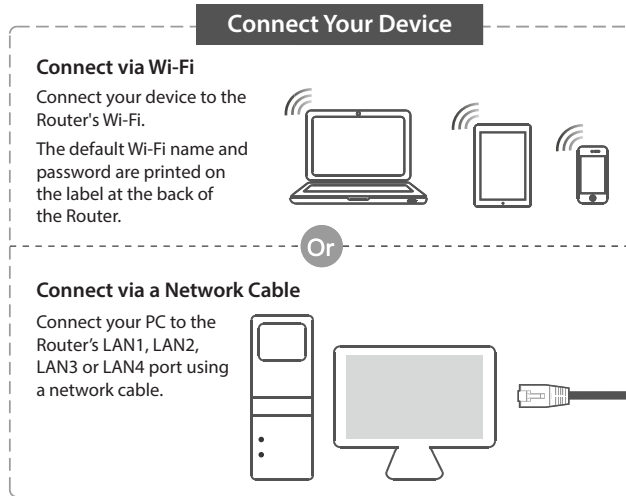 Connect Your Device
Connect via Wi-Fi
Connect your device to the
Router's Wi-Fi.
The default Wi-Fi name and
password are printed on
the label at the back of
the Router.
Or
Connect via a Network Cable
Connect your PC to the
Router’s LAN1, LAN2,
LAN3 or LAN4 port using
a network cable.